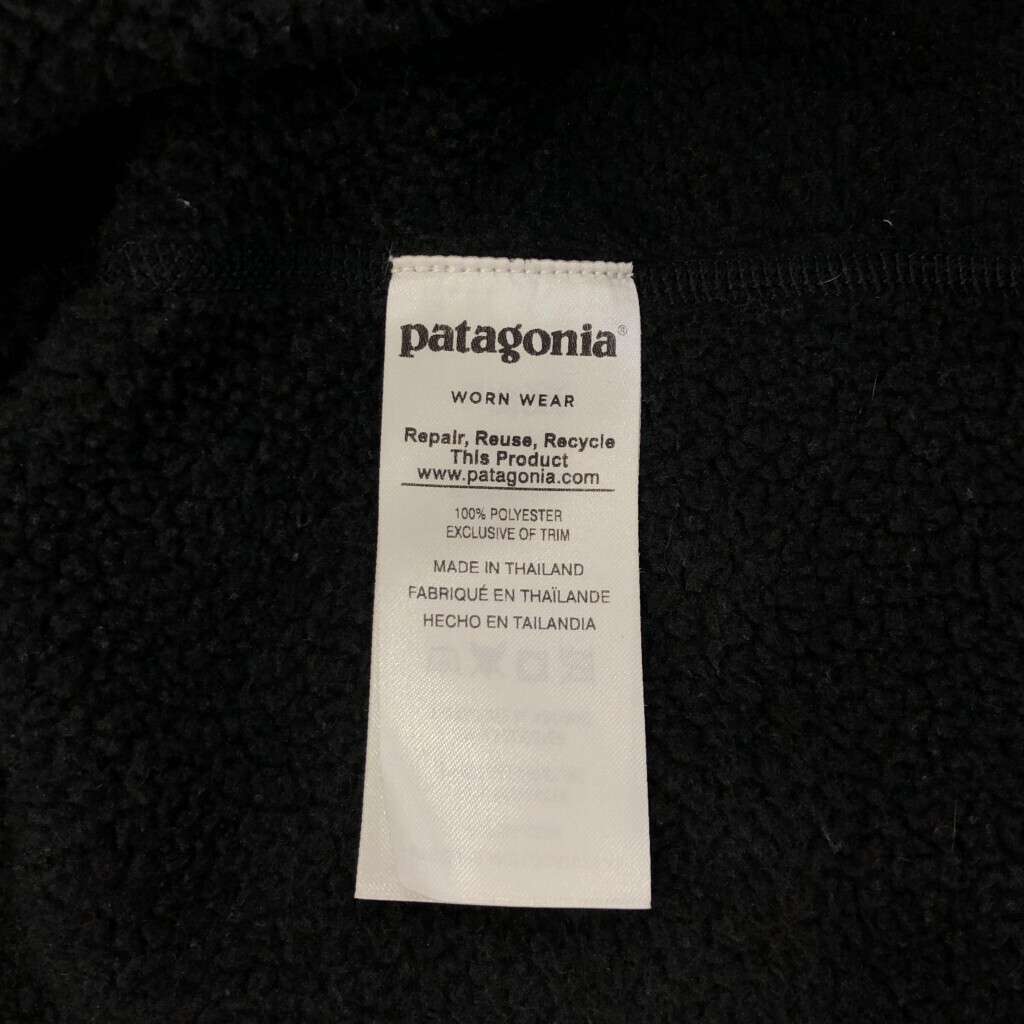 patagonia®
WORN WEAR
Repair, Reuse, Recycle
This Product
www.patagonia.com
100% POLYESTER
EXCLUSIVE OF TRIM
MADE IN THAILAND
FABRIQUÉ EN THAÏLANDE
HECHO EN TAILANDIA